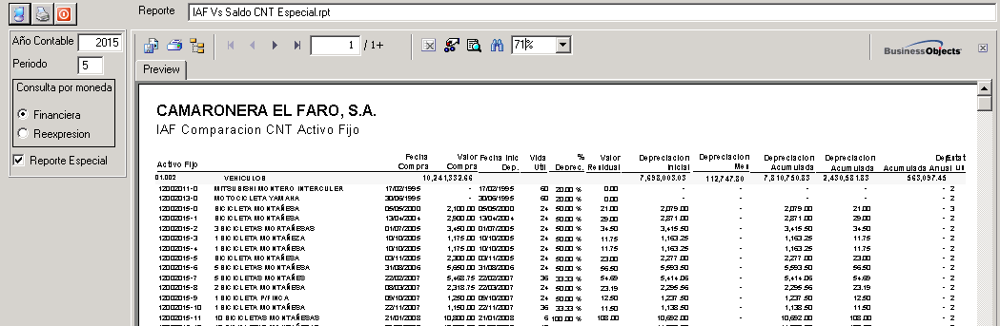 Reporte IAF Vs Saldo CNT Especial.rpt
Año Contable 2015
Periodo 5
Consulta por moneda
Financiera
Reexpresion
Reporte Especial
1 / 1+ 71% BusinessObjects
Preview
CAMARONERA EL FARO, S.A.
IAF Comparacion CNT Activo Fijo
Activo Fijo Fecha Compra Valor Compra Fecha Inic Dep. Vida Util % Deprec. Valor Residual Depreciacion Inicial Depreciacion Mes Depreciacion Acumulada Depreciacion Acumulada
01.002 VEHICULOS 10,241,332.66 7,698,003.03 112,747.80 7,810,750.83 2,430,581.83 563,097.45
12002011-0 MITSUBISHI MONTERO INTERCULER 17/02/1995 - 17/02/1995 60 20.00 % 0.00 - - - - - 2
12002013-0 MOTOCICLETA YAMAHA 30/06/1995 - 30/06/1995 60 20.00 % 0.00 - - - - - 2
12002015-0 BICICLETA MONTAÑESA 09/05/2000 2,100.00 09/05/2000 24 50.00 % 21.00 2,079.00 - 2,079.00 21.00 - 3
12002015-1 BICICLETA MONTAÑESA 13/04/2004 2,900.00 13/04/2004 24 50.00 % 29.00 2,871.00 - 2,871.00 29.00 - 2
12002015-2 3 BICICLETAS MORTAÑESAS 01/07/2005 3,450.00 01/07/2005 24 50.00 % 34.50 3,415.50 - 3,415.50 34.50 - 2
12002015-3 1 BICICLETA MONTAÑEZA 10/10/2005 1,175.00 10/10/2005 24 50.00 % 11.75 1,163.25 - 1,163.25 11.75 - 2
12002015-4 1 BICICLETA MONTAÑESA 10/10/2005 1,175.00 10/10/2005 24 50.00 % 11.75 1,163.25 - 1,163.25 11.75 - 2
12002015-5 BICICLETA MONTAÑESA 03/11/2005 2,300.00 03/11/2005 24 50.00 % 23.00 2,277.00 - 2,277.00 23.00 - 2
12002015-6 5 BICICLETAS MONTAÑESA 31/08/2006 5,650.00 31/08/2006 24 50.00 % 56.50 5,593.50 - 5,593.50 56.50 - 2
12002015-7 5 BICICLETAS MONTAÑES 22/02/2007 5,468.75 22/02/2007 36 33.33 % 54.69 5,414.06 - 5,414.06 54.69 - 2
12002015-8 2 BICICLETA MONTAÑESA 08/03/2007 2,318.75 22/03/2007 24 50.00 % 23.19 2,295.56 - 2,295.56 23.19 - 2
12002015-9 1 BICICLETA P/FINCA 09/10/2007 1,250.00 09/10/2007 24 50.00 % 12.50 1,237.50 - 1,237.50 12.50 - 2
12002015-10 1 BICICLETA MONTAÑESA 22/11/2007 1,150.00 22/11/2007 36 33.33 % 11.50 1,138.50 - 1,138.50 11.50 - 2
12002015-11 10 BICICLETAS MONTAÑESAS 21/01/2008 10,800.00 21/01/2008 6 100.00 % 108.00 10,692.00 - 10,692.00 108.00 - 2